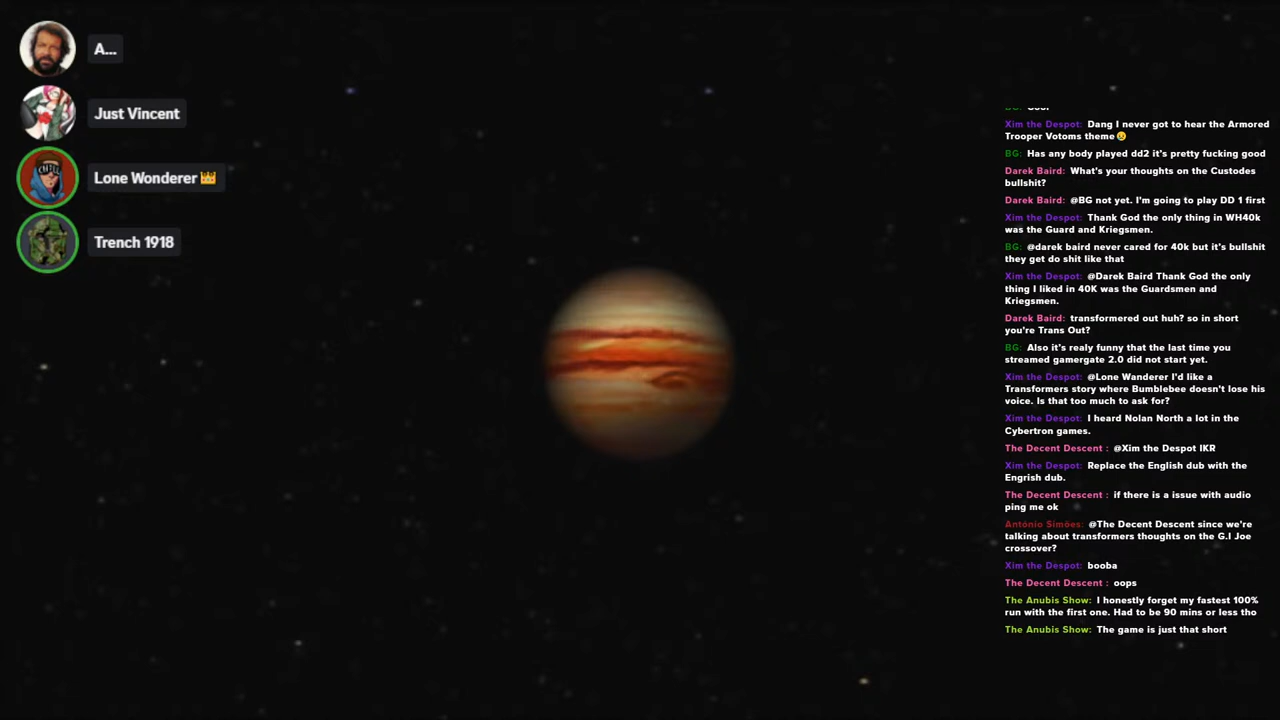 A...
Just Vincent
Lone Wonderer
Trench 1918
Xim the Despot: Dang I never got to hear the Armored
Trooper Votoms theme
BG: Has any body played dd2 it's pretty fucking good
Darek Baird: What's your thoughts on the Custodes
bullshit?
Darek Baird: @BG not yet. I'm going to play DD 1 first
Xim the Despot: Thank God the only thing in WH40k
was the Guard and Kriegsmen.
BG: @darek baird never cared for 40k but it's bullshit
they get do shit like that
Xim the Despot: @Darek Baird Thank God the only
thing I liked in 40K was the Guardsmen and
Kriegsmen.
Darek Baird: transformered out huh? so in short
you're Trans Out?
BG: Also it's realy funny that the last time you
streamed gamergate 2.0 did not start yet.
Xim the Despot: @Lone Wanderer I'd like a
Transformers story where Bumblebee doesn't lose his
voice. Is that too much to ask for?
Xim the Despot: I heard Nolan North a lot in the
Cybertron games.
The Decent Descent : @Xim the Despot IKR
Xim the Despot: Replace the English dub with the
Engrish dub.
The Decent Descent : if there is a issue with audio
ping me ok
António Simões: @The Decent Descent since we're
talking about transformers thoughts on the G.I Joe
crossover?
Xim the Despot: booba
The Decent Descent : oops
The Anubis Show: I honestly forget my fastest 100%
run with the first one. Had to be 90 mins or less tho
The Anubis Show: The game is just that short